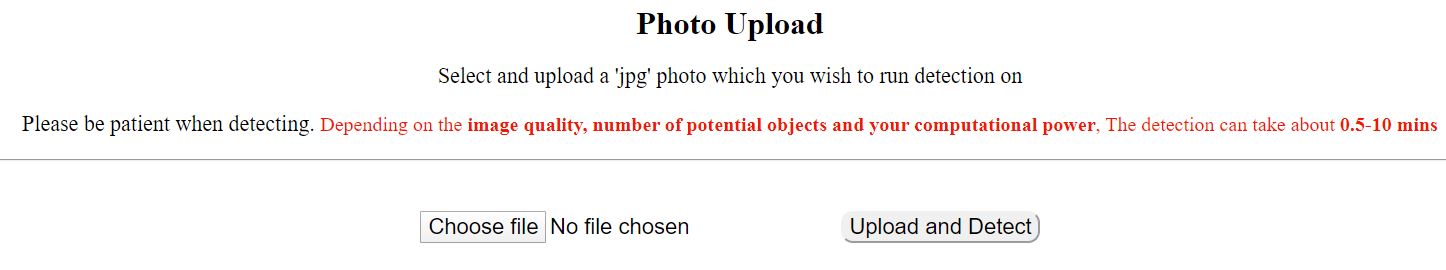 Photo Upload
Select and upload a 'jpg' photo which you wish to run detection on
Please be patient when detecting. Depending on the image quality, number of potential objects and your computational power, The detection can take about 0.5-10 mins
Choose file No file chosen Upload and Detect